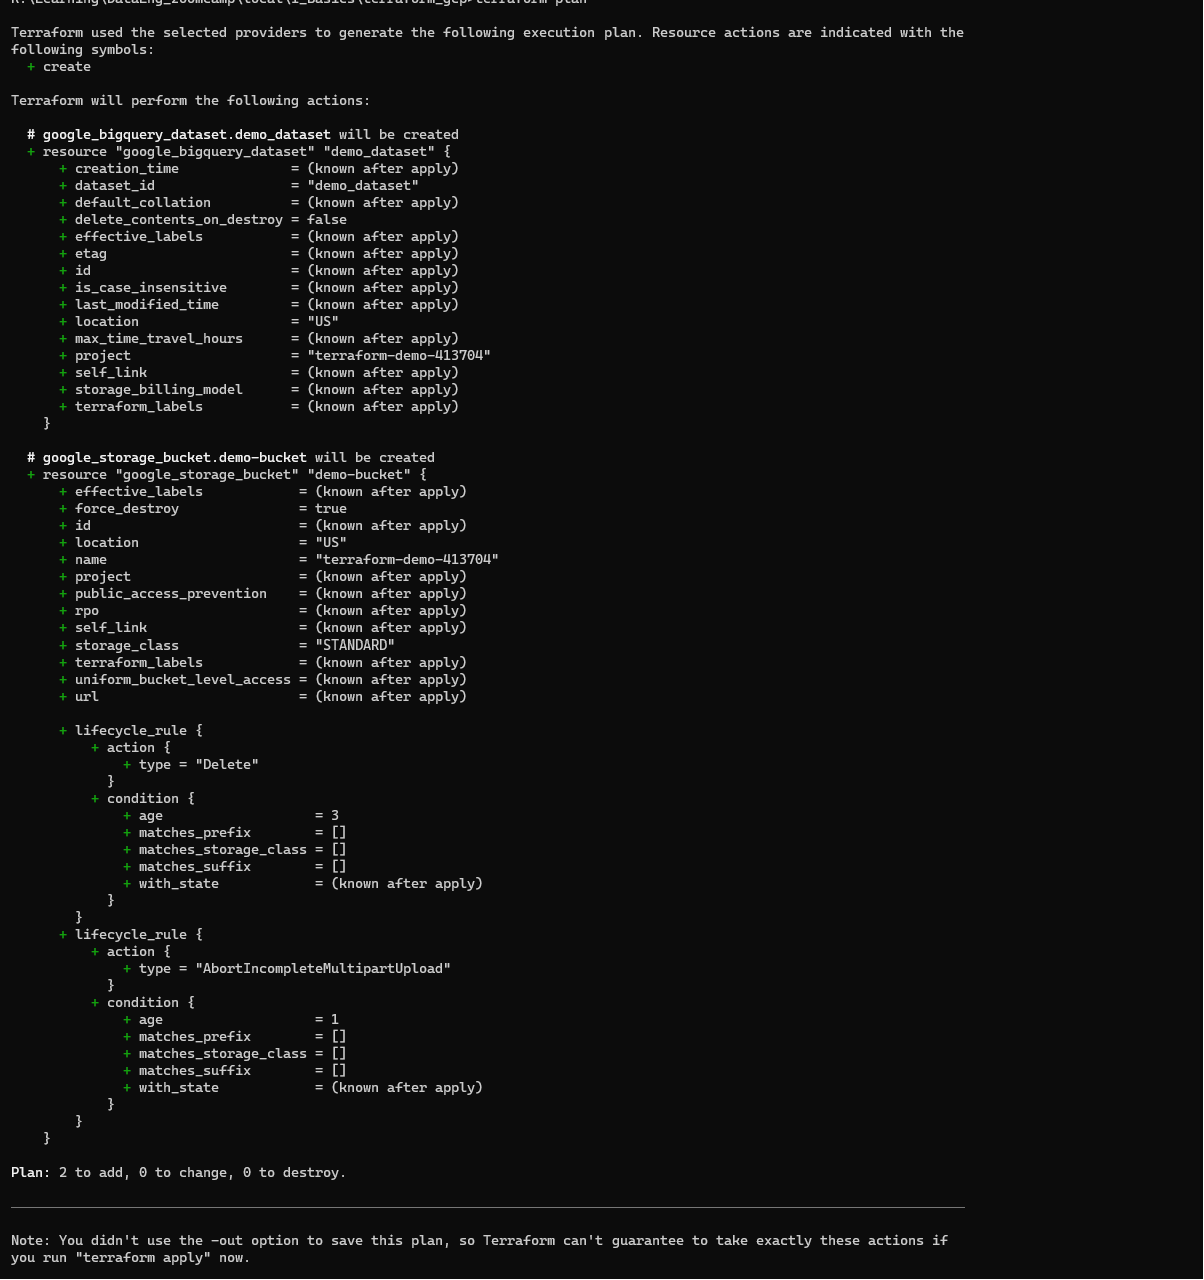 Terraform used the selected providers to generate the following execution plan. Resource actions are indicated with the
following symbols:
  + create

Terraform will perform the following actions:

  # google_bigquery_dataset.demo_dataset will be created
  + resource "google_bigquery_dataset" "demo_dataset" {
      + creation_time              = (known after apply)
      + dataset_id                 = "demo_dataset"
      + default_collation          = (known after apply)
      + delete_contents_on_destroy = false
      + effective_labels           = (known after apply)
      + etag                       = (known after apply)
      + id                         = (known after apply)
      + is_case_insensitive        = (known after apply)
      + last_modified_time         = (known after apply)
      + location                   = "US"
      + max_time_travel_hours      = (known after apply)
      + project                    = "terraform-demo-413704"
      + self_link                  = (known after apply)
      + storage_billing_model      = (known after apply)
      + terraform_labels           = (known after apply)
    }

  # google_storage_bucket.demo-bucket will be created
  + resource "google_storage_bucket" "demo-bucket" {
      + effective_labels            = (known after apply)
      + force_destroy               = true
      + id                          = (known after apply)
      + location                    = "US"
      + name                        = "terraform-demo-413704"
      + project                     = (known after apply)
      + public_access_prevention    = (known after apply)
      + rpo                         = (known after apply)
      + self_link                   = (known after apply)
      + storage_class               = "STANDARD"
      + terraform_labels            = (known after apply)
      + uniform_bucket_level_access = (known after apply)
      + url                         = (known after apply)

      + lifecycle_rule {
          + action {
              + type = "Delete"
            }
          + condition {
              + age                   = 3
              + matches_prefix        = []
              + matches_storage_class = []
              + matches_suffix        = []
              + with_state            = (known after apply)
            }
        }
      + lifecycle_rule {
          + action {
              + type = "AbortIncompleteMultipartUpload"
            }
          + condition {
              + age                   = 1
              + matches_prefix        = []
              + matches_storage_class = []
              + matches_suffix        = []
              + with_state            = (known after apply)
            }
        }
    }

Plan: 2 to add, 0 to change, 0 to destroy.

Note: You didn't use the -out option to save this plan, so Terraform can't guarantee to take exactly these actions if
you run "terraform apply" now.